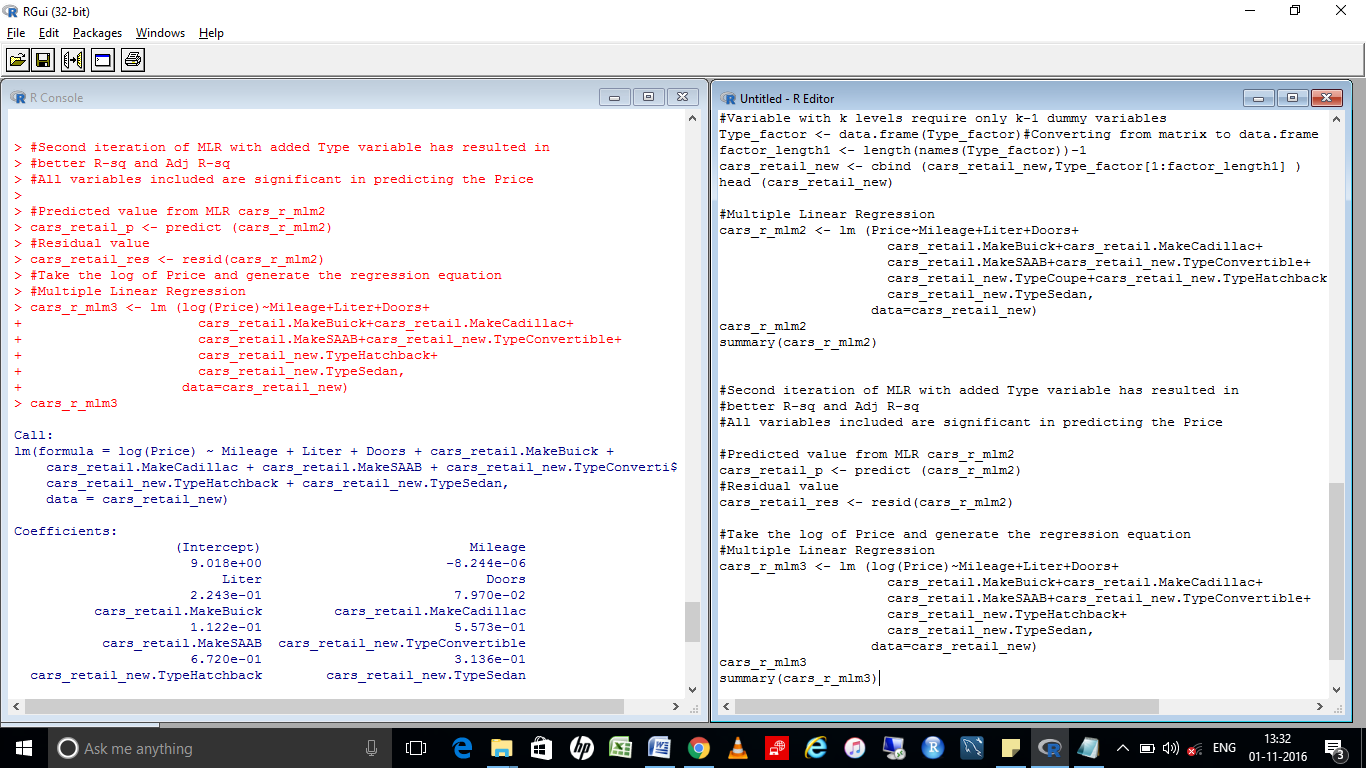 RGui (32-bit)
File Edit Packages Windows Help
R Console
> #Second iteration of MLR with added Type variable has resulted in
> #better R-sq and Adj R-sq
> #All variables included are significant in predicting the Price
>
> #Predicted value from MLR cars_r_mlm2
> cars_retail_p <- predict (cars_r_mlm2)
> #Residual value
> cars_retail_res <- resid(cars_r_mlm2)
> #Take the log of Price and generate the regression equation
> #Multiple Linear Regression
> cars_r_mlm3 <- lm (log(Price)~Mileage+Liter+Doors+
+ cars_retail.MakeBuick+cars_retail.MakeCadillac+
+ cars_retail.MakeSAAB+cars_retail_new.TypeConvertible+
+ cars_retail_new.TypeHatchback+
+ cars_retail_new.TypeSedan,
+ data=cars_retail_new)
> cars_r_mlm3
Call:
lm(formula = log(Price) ~ Mileage + Liter + Doors + cars_retail.MakeBuick +
cars_retail.MakeCadillac + cars_retail.MakeSAAB + cars_retail_new.TypeConverti$
cars_retail_new.TypeHatchback + cars_retail_new.TypeSedan,
data = cars_retail_new)
Coefficients:
(Intercept) Mileage
9.018e+00 -8.244e-06
Liter Doors
2.243e-01 7.970e-02
cars_retail.MakeBuick cars_retail.MakeCadillac
1.122e-01 5.573e-01
cars_retail.MakeSAAB cars_retail_new.TypeConvertible
6.720e-01 3.136e-01
cars_retail_new.TypeHatchback cars_retail_new.TypeSedan
Untitled - R Editor
#Variable with k levels require only k-1 dummy variables
Type_factor <- data.frame(Type_factor)#Converting from matrix to data.frame
factor_length1 <- length(names(Type_factor))-1
cars_retail_new <- cbind (cars_retail_new,Type_factor[1:factor_length1] )
head (cars_retail_new)
#Multiple Linear Regression
cars_r_mlm2 <- lm (Price~Mileage+Liter+Doors+
cars_retail.MakeBuick+cars_retail.MakeCadillac+
cars_retail.MakeSAAB+cars_retail_new.TypeConvertible+
cars_retail_new.TypeCoupe+cars_retail_new.TypeHatchback
cars_retail_new.TypeSedan,
data=cars_retail_new)
cars_r_mlm2
summary(cars_r_mlm2)
#Second iteration of MLR with added Type variable has resulted in
#better R-sq and Adj R-sq
#All variables included are significant in predicting the Price
#Predicted value from MLR cars_r_mlm2
cars_retail_p <- predict (cars_r_mlm2)
#Residual value
cars_retail_res <- resid(cars_r_mlm2)
#Take the log of Price and generate the regression equation
#Multiple Linear Regression
cars_r_mlm3 <- lm (log(Price)~Mileage+Liter+Doors+
cars_retail.MakeBuick+cars_retail.MakeCadillac+
cars_retail.MakeSAAB+cars_retail_new.TypeConvertible+
cars_retail_new.TypeHatchback+
cars_retail_new.TypeSedan,
data=cars_retail_new)
cars_r_mlm3
summary(cars_r_mlm3)
Ask me anything
ENG
13:32
01-11-2016
3